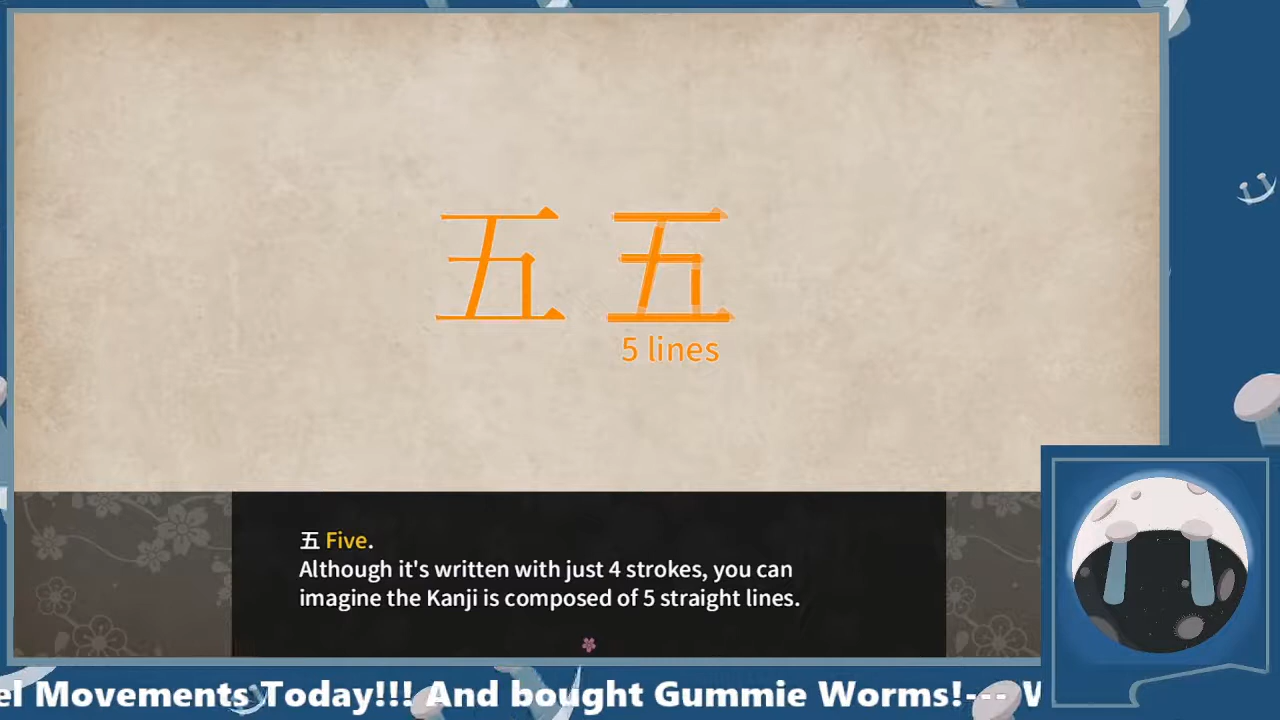 五 五
5 lines
五 Five.
Although it's written with just 4 strokes, you can
imagine the Kanji is composed of 5 straight lines.
Movements Today!!! And bought Gummie Worms!---